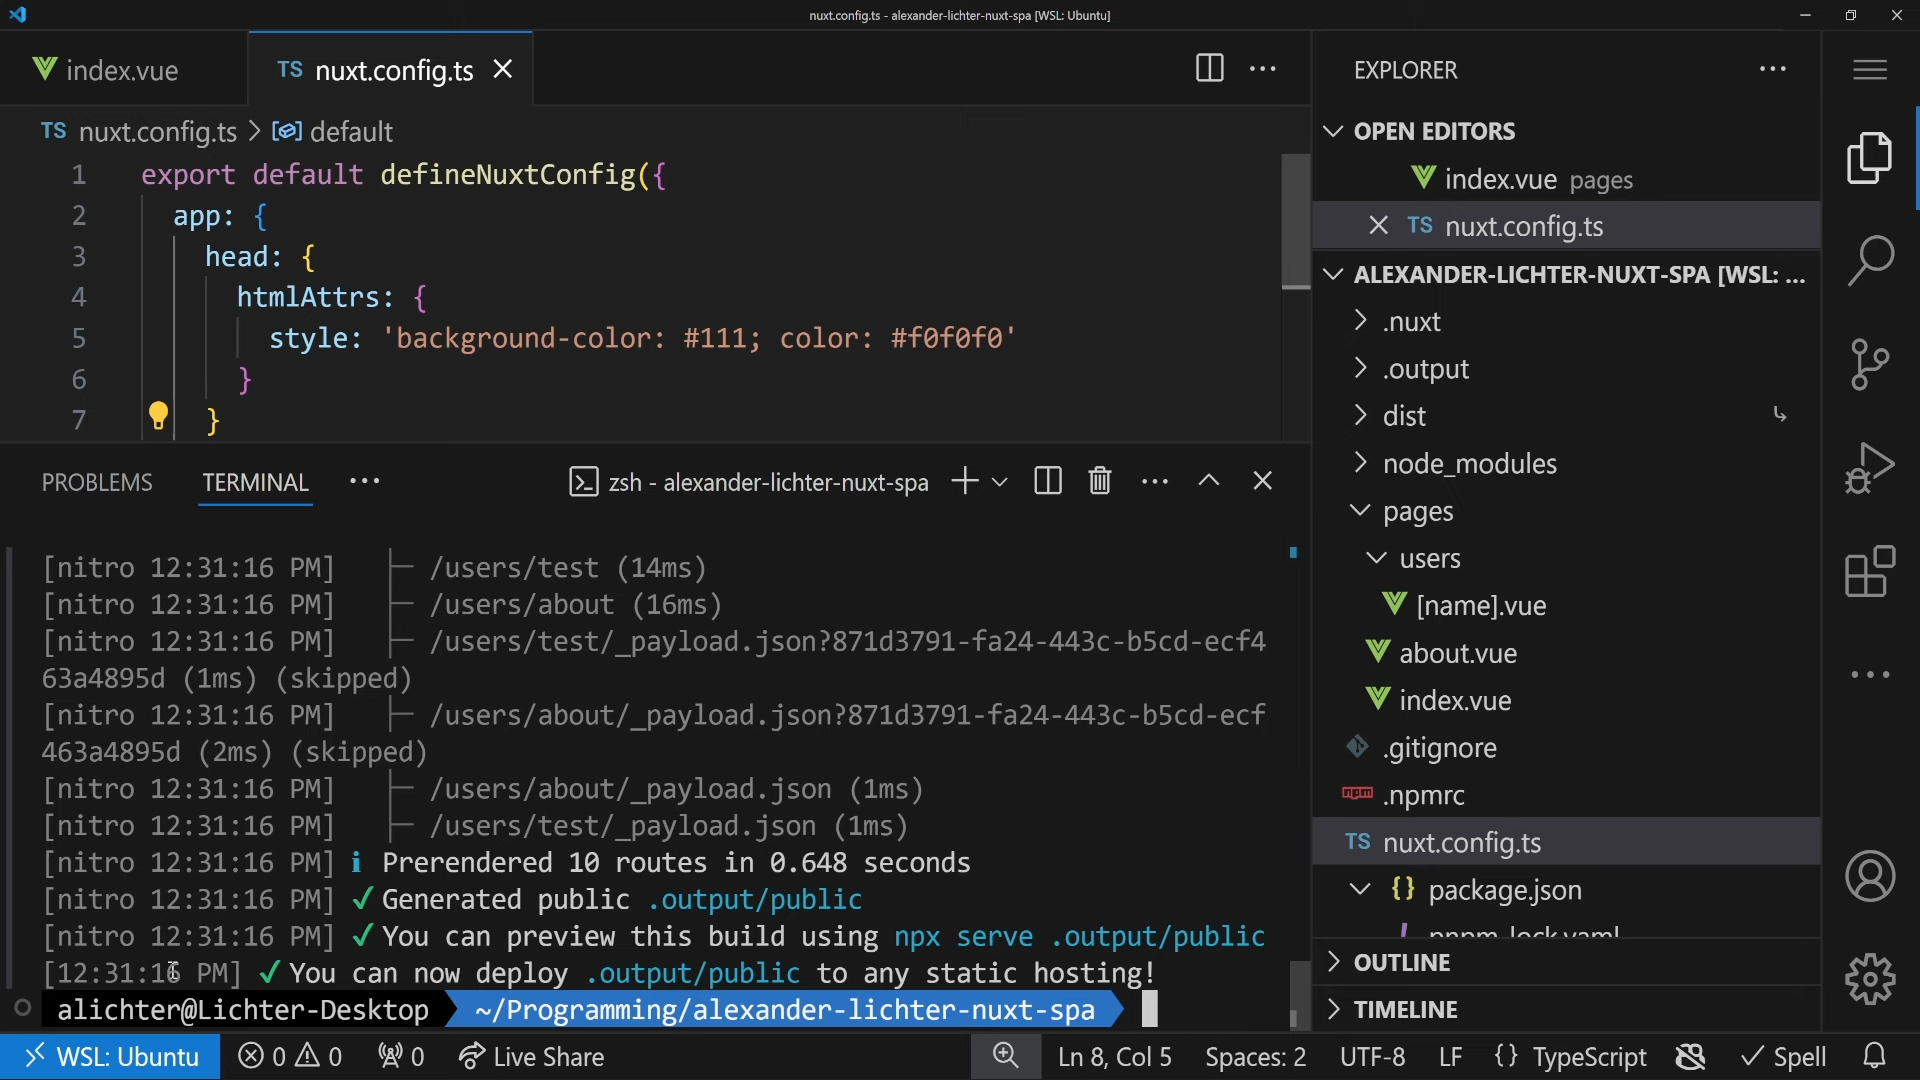 nuxt.config.ts - alexander-lichter-nuxt-spa [WSL: Ubuntu]
index.vue
TS nuxt.config.ts
TS nuxt.config.ts > default
1 export default defineNuxtConfig({
2 app: {
3 head: {
4 htmlAttrs: {
5 style: 'background-color: #111; color: #f0f0f0'
6 }
7 }
PROBLEMS
TERMINAL
zsh - alexander-lichter-nuxt-spa
[nitro 12:31:16 PM] ├─ /users/test (14ms)
[nitro 12:31:16 PM] ├─ /users/about (16ms)
[nitro 12:31:16 PM] ├─ /users/test/_payload.json?871d3791-fa24-443c-b5cd-ecf4
63a4895d (1ms) (skipped)
[nitro 12:31:16 PM] ├─ /users/about/_payload.json?871d3791-fa24-443c-b5cd-ecf
463a4895d (2ms) (skipped)
[nitro 12:31:16 PM] ├─ /users/about/_payload.json (1ms)
[nitro 12:31:16 PM] ├─ /users/test/_payload.json (1ms)
[nitro 12:31:16 PM] ℹ Prerendered 10 routes in 0.648 seconds
[nitro 12:31:16 PM] ✓ Generated public .output/public
[nitro 12:31:16 PM] ✓ You can preview this build using npx serve .output/public
[12:31:16 PM] ✓ You can now deploy .output/public to any static hosting!
alichter@Lichter-Desktop ~/Programming/alexander-lichter-nuxt-spa
EXPLORER
OPEN EDITORS
index.vue pages
TS nuxt.config.ts
ALEXANDER-LICHTER-NUXT-SPA [WSL: ...
.nuxt
.output
dist
node_modules
pages
users
[name].vue
about.vue
index.vue
.gitignore
.npmrc
TS nuxt.config.ts
{} package.json
pnpm-lock.yaml
OUTLINE
TIMELINE
WSL: Ubuntu
0
0
0
Live Share
Ln 8, Col 5
Spaces: 2
UTF-8
LF
{} TypeScript
Spell